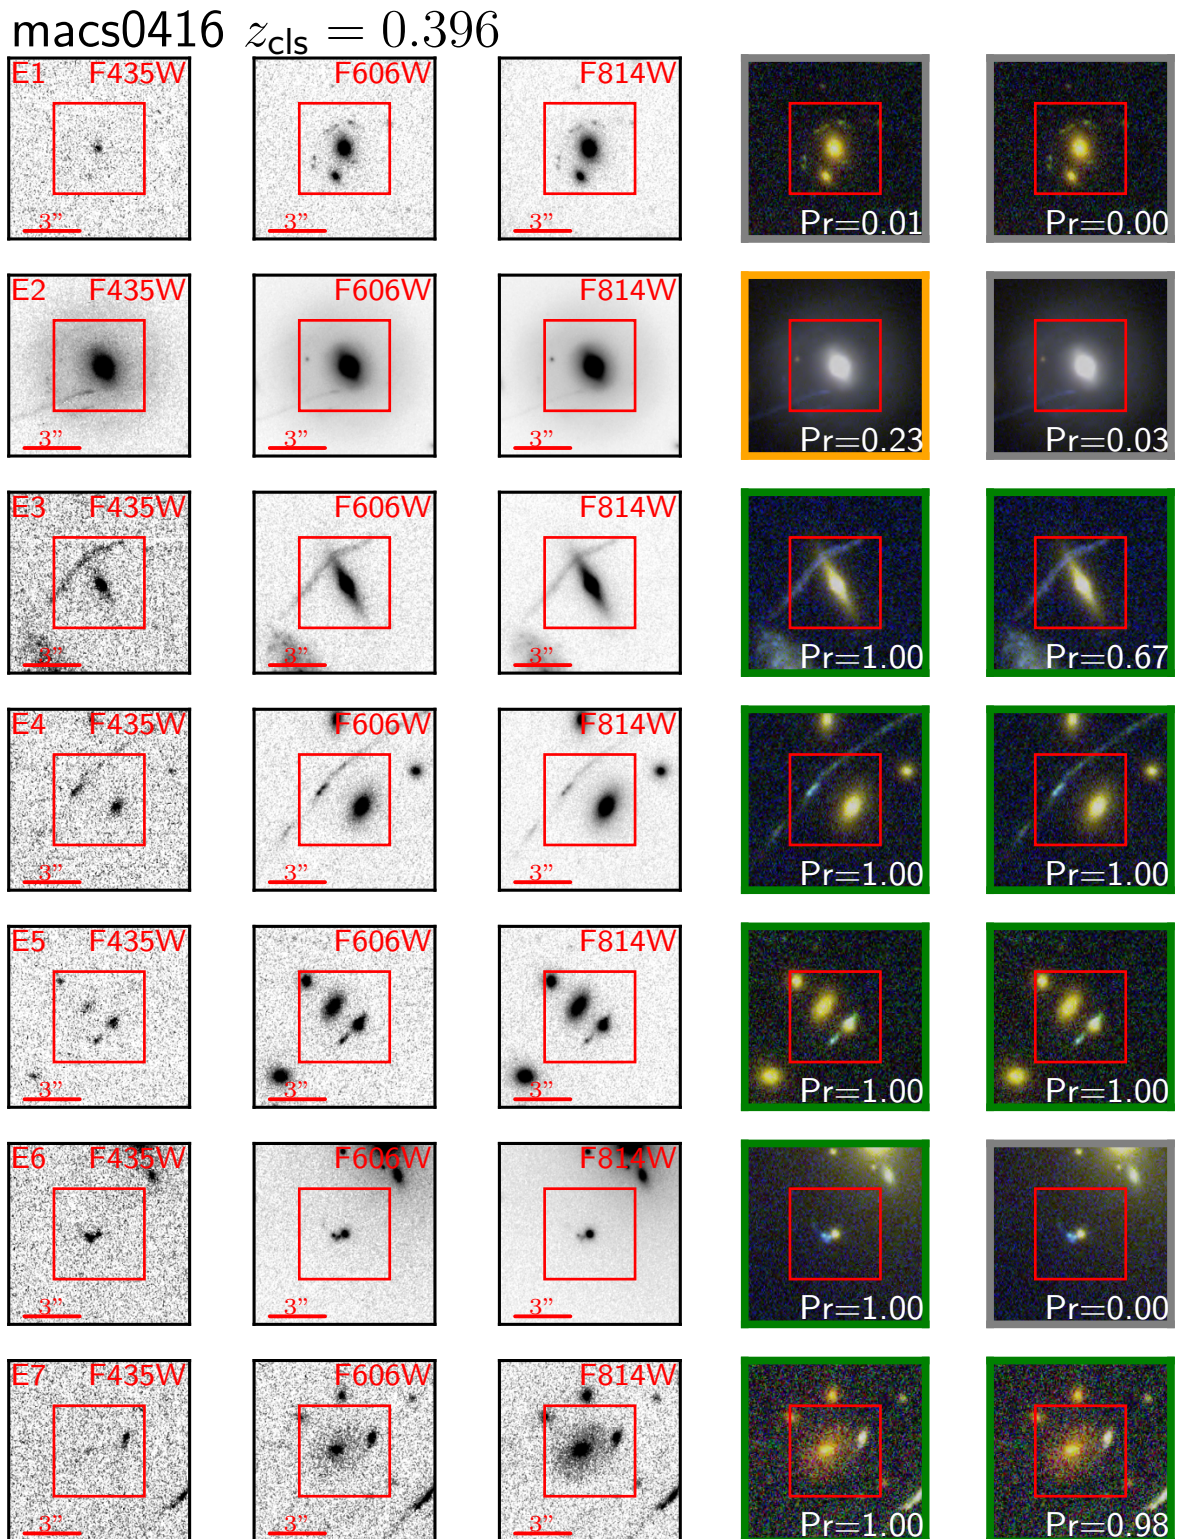 macs0416 z_cls = 0.396
E1 F435W F606W F814W
3" 3" 3" Pr=0.01 Pr=0.00
E2 F435W F606W F814W
3" 3" 3" Pr=0.23 Pr=0.03
E3 F435W F606W F814W
3" 3" 3" Pr=1.00 Pr=0.67
E4 F435W F606W F814W
3" 3" 3" Pr=1.00 Pr=1.00
E5 F435W F606W F814W
3" 3" 3" Pr=1.00 Pr=1.00
E6 F435W F606W F814W
3" 3" 3" Pr=1.00 Pr=0.00
E7 F435W F606W F814W
3" 3" 3" Pr=1.00 Pr=0.98